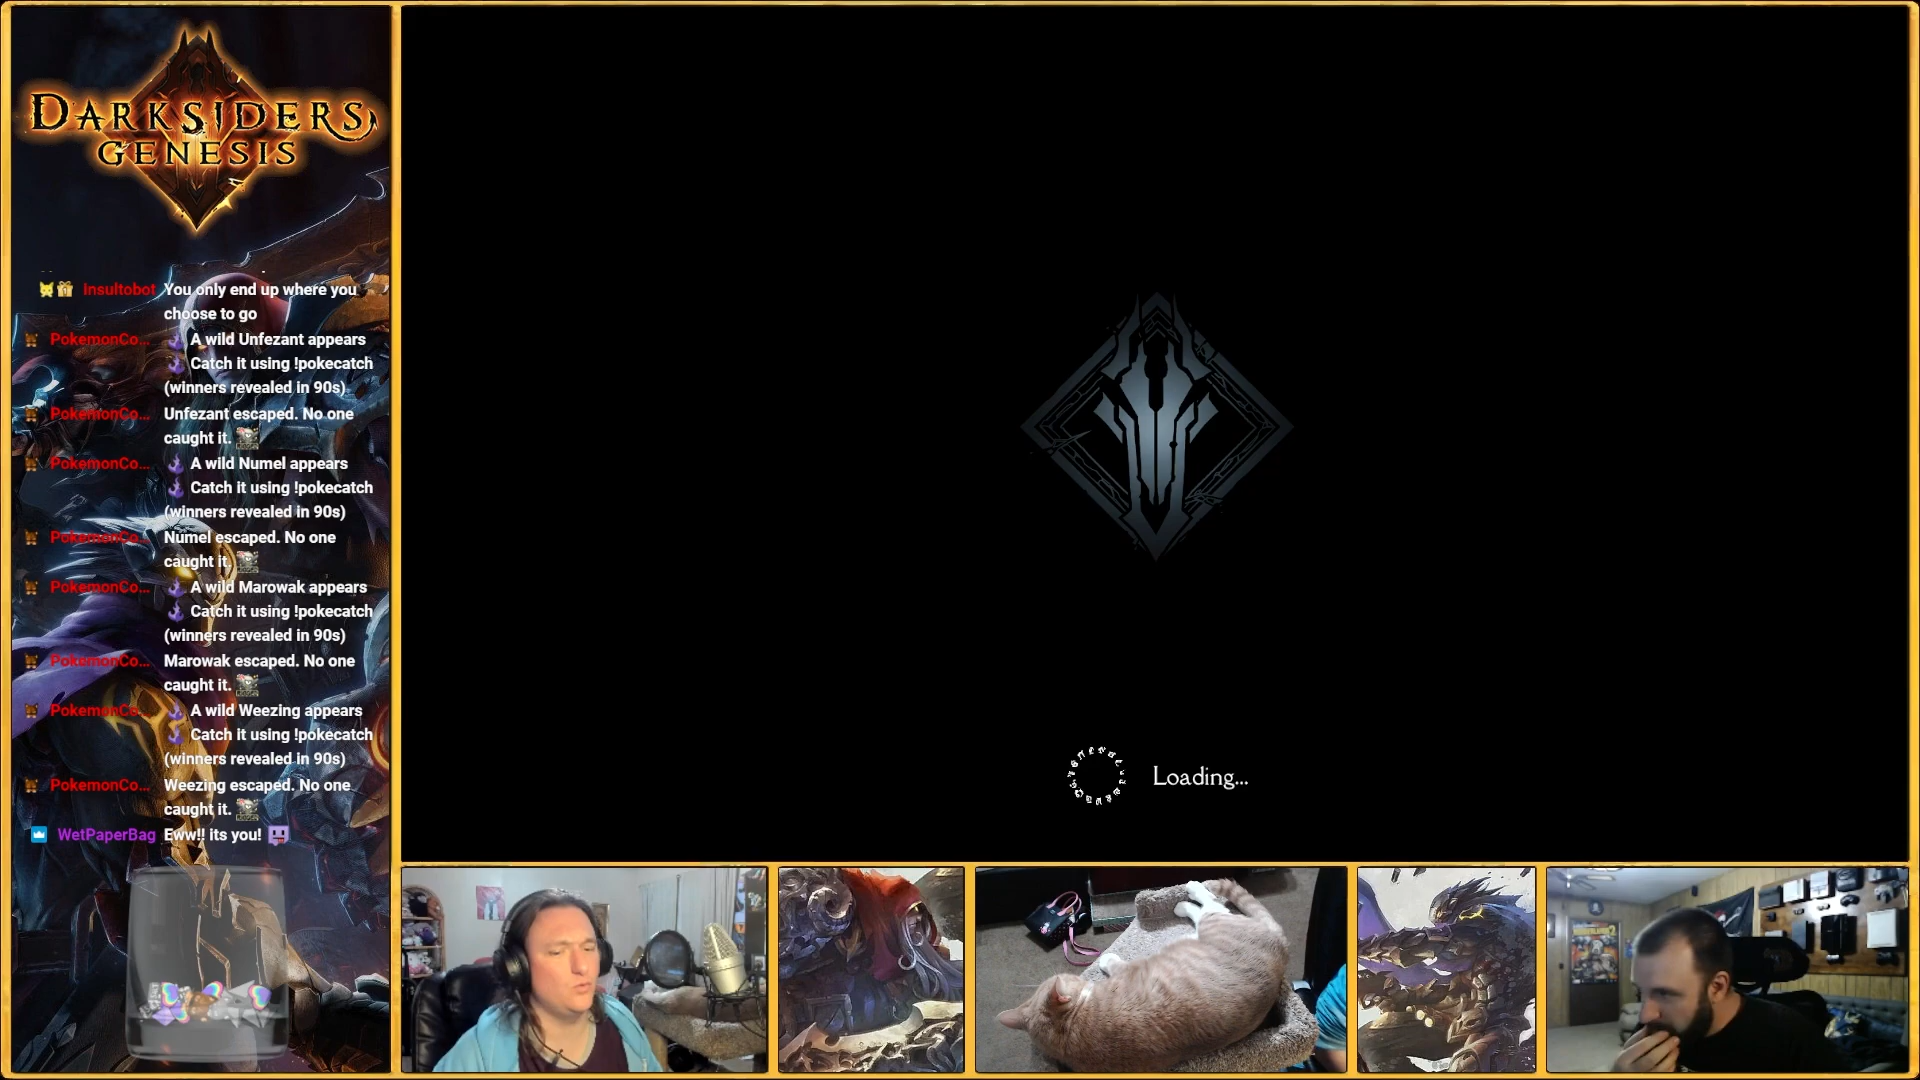 DARKSIDERS
GENESIS
Insultobot You only end up where you
choose to go
PokemonCo... A wild Unfezant appears
Catch it using !pokecatch
(winners revealed in 90s)
PokemonCo... Unfezant escaped. No one
caught it.
PokemonCo... A wild Numel appears
Catch it using !pokecatch
(winners revealed in 90s)
PokemonCo... Numel escaped. No one
caught it.
PokemonCo... A wild Marowak appears
Catch it using !pokecatch
(winners revealed in 90s)
PokemonCo... Marowak escaped. No one
caught it.
PokemonCo... A wild Weezing appears
Catch it using !pokecatch
(winners revealed in 90s)
PokemonCo... Weezing escaped. No one
caught it.
WetPaperBag Eww!! its you!
Loading...